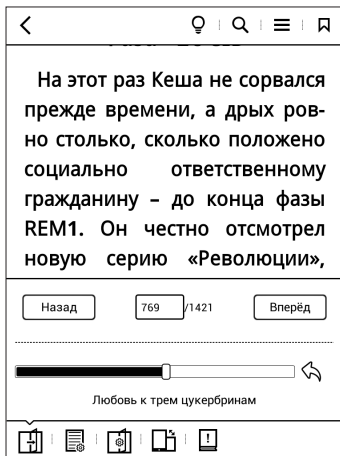 На этот раз Кеша не сорвался
прежде времени, а дрых ров-
но столько, сколько положено
социально ответственному
гражданину – до конца фазы
REM1. Он честно отсмотрел
новую серию «Революции»,
Назад 769 /1421 Вперёд
Любовь к трем цукербринам